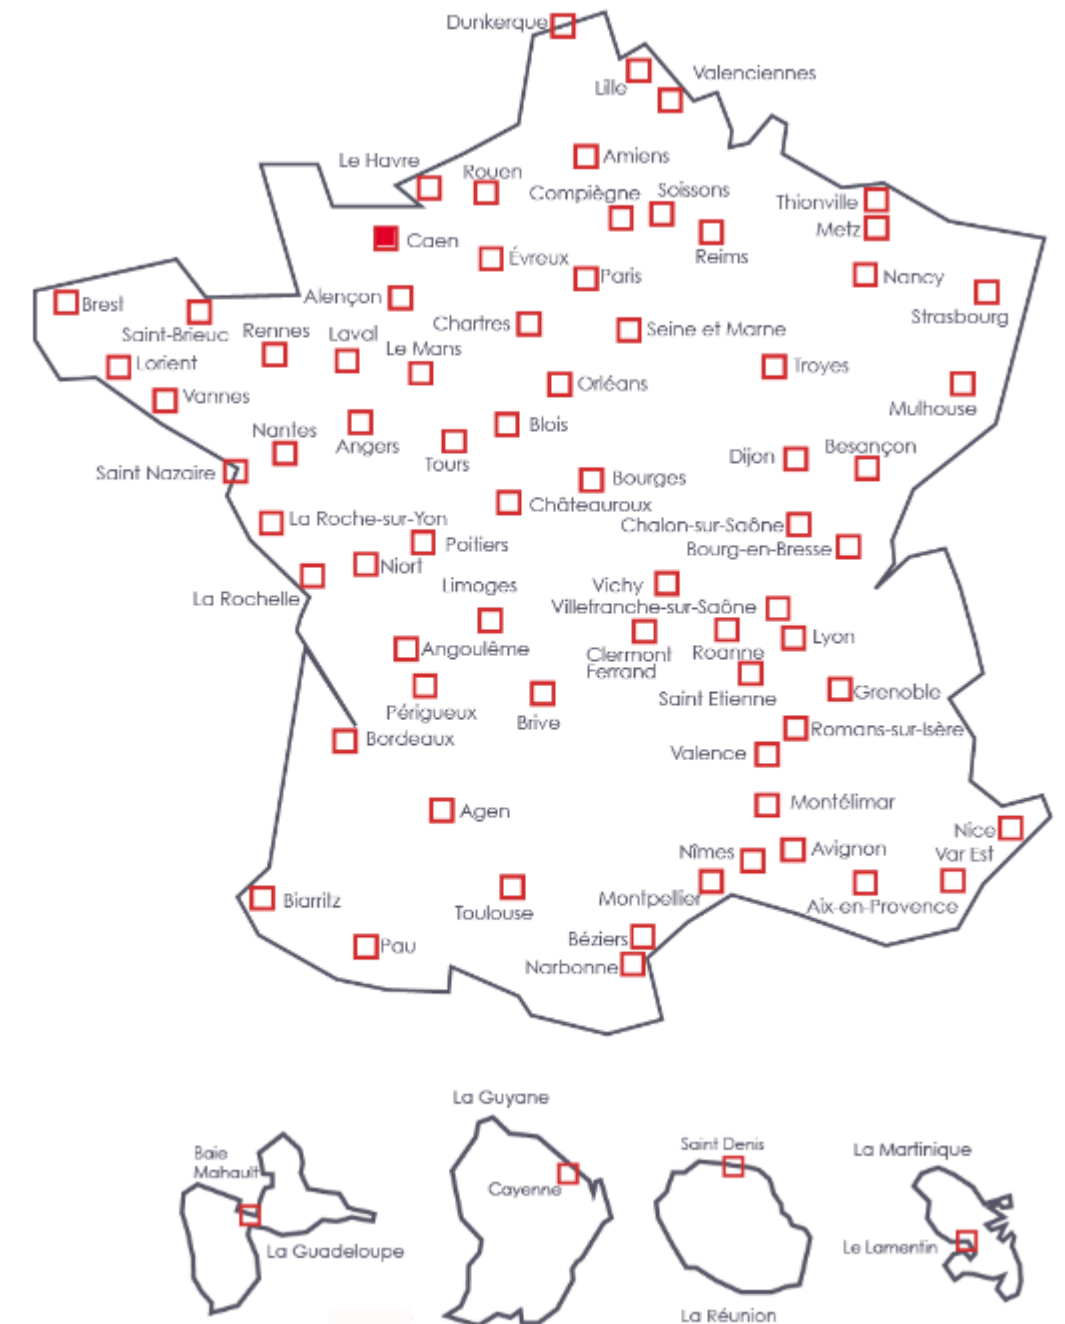 Dunkerque
Valenciennes
Lille
Amiens
Le Havre
Rouen
Compiègne
Soissons
Thionville
Metz
Reims
Caen
Évreux
Paris
Nancy
Alençon
Brest
Saint-Brieuc
Strasbourg
Chartres
Seine et Marne
Rennes
Laval
Le Mans
Lorient
Troyes
Orléans
Vannes
Mulhouse
Nantes
Angers
Blois
Tours
Dijon
Besançon
Saint Nazaire
Bourges
Châteauroux
La Roche-sur-Yon
Chalon-sur-Saône
Poitiers
Bourg-en-Bresse
Niort
Limoges
Vichy
La Rochelle
Villefranche-sur-Saône
Lyon
Angoulême
Clermont
Ferrand
Roanne
Saint Etienne
Grenoble
Périgueux
Brive
Romans-sur-Isère
Bordeaux
Valence
Montélimar
Agen
Nice
Avignon
Nîmes
Var Est
Biarritz
Montpellier
Aix-en-Provence
Toulouse
Pau
Béziers
Narbonne
La Guyane
Baie
Mahault
Saint Denis
La Martinique
Cayenne
La Guadeloupe
Le Lamentin
La Réunion